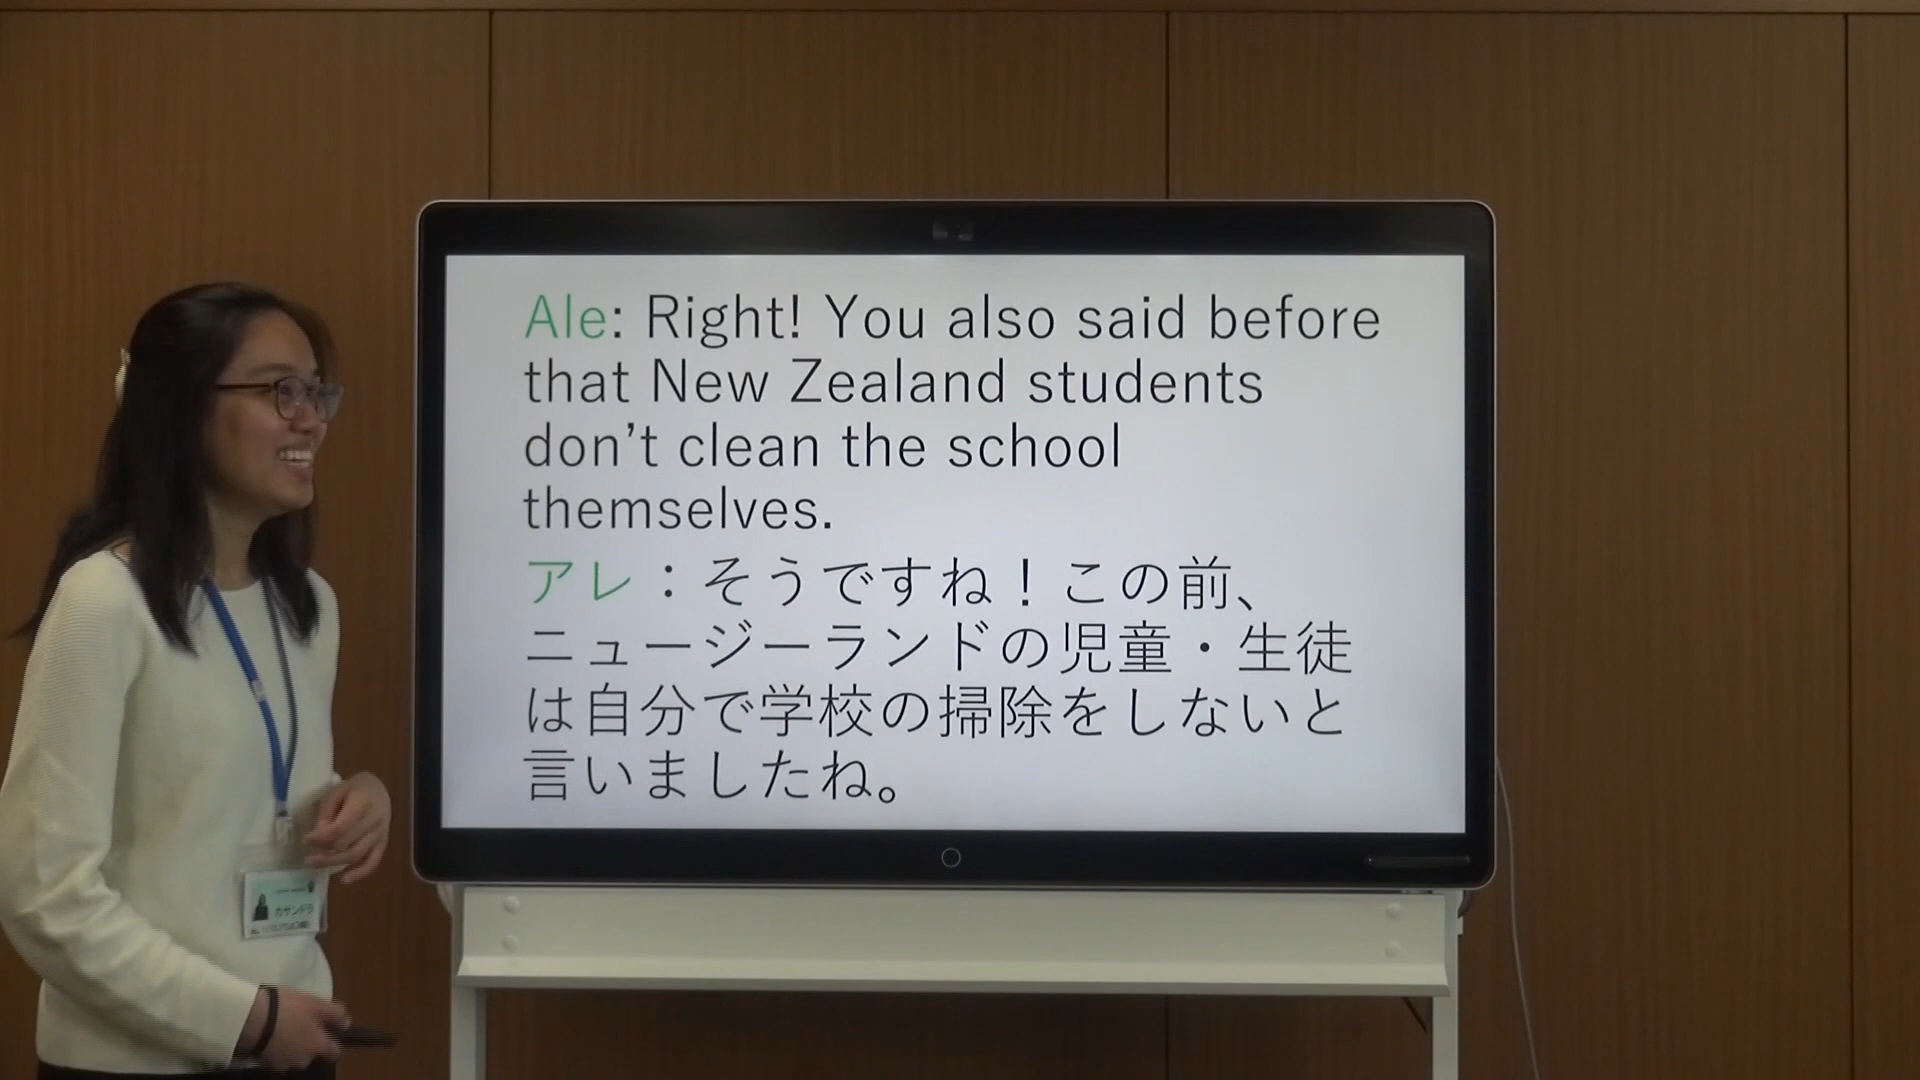 Ale: Right! You also said before
that New Zealand students
don't clean the school
themselves.
アレ：そうですね！この前、
ニュージーランドの児童・生徒
は自分で学校の掃除をしないと
言いましたね。
カサンドラ